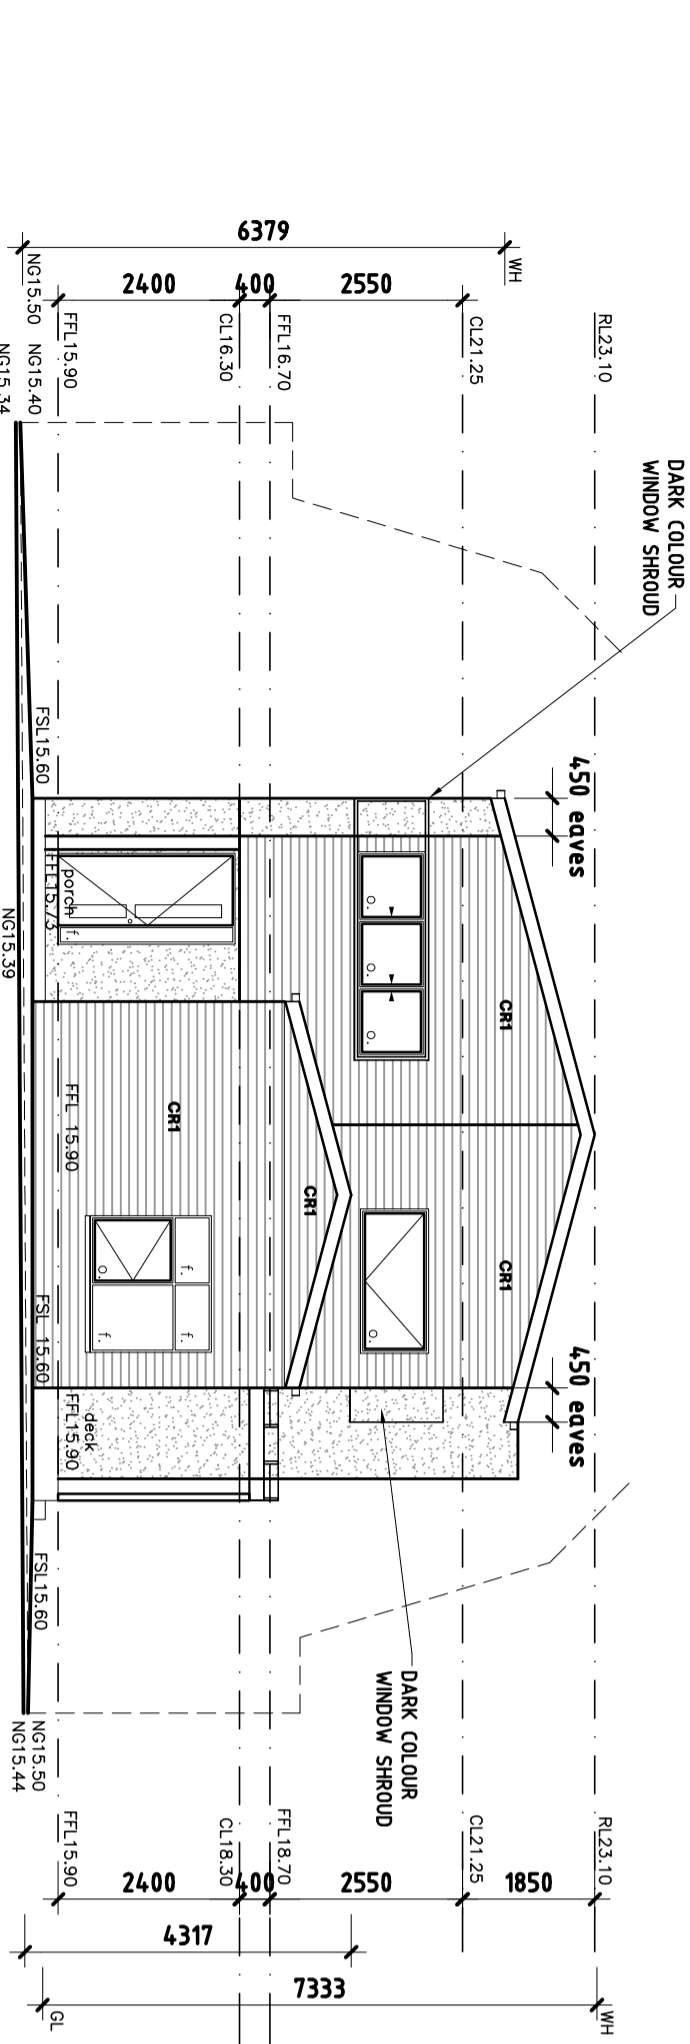 DARK COLOUR
WINDOW SHROUD
RL23.10
450 eaves
450 eaves
RL23.10
WH
WH
1850
CL21.25
CL21.25
CR1
CR1
6379
2550
2550
7333
DARK COLOUR
WINDOW SHROUD
o.
o.
o.
o.
CR1
4317
FFL16.70
FFL18.70
400
400
CL16.30
CL18.30
CR1
2400
2400
f.
f.
f.
o.
f.
porch
FFL15.73
FFL 15.90
deck
FFL15.90
FFL15.90
FFL15.90
FSL15.60
FSL 15.60
FSL15.60
GL
NG15.50
NG15.40
NG15.34
NG15.39
NG15.50
NG15.44